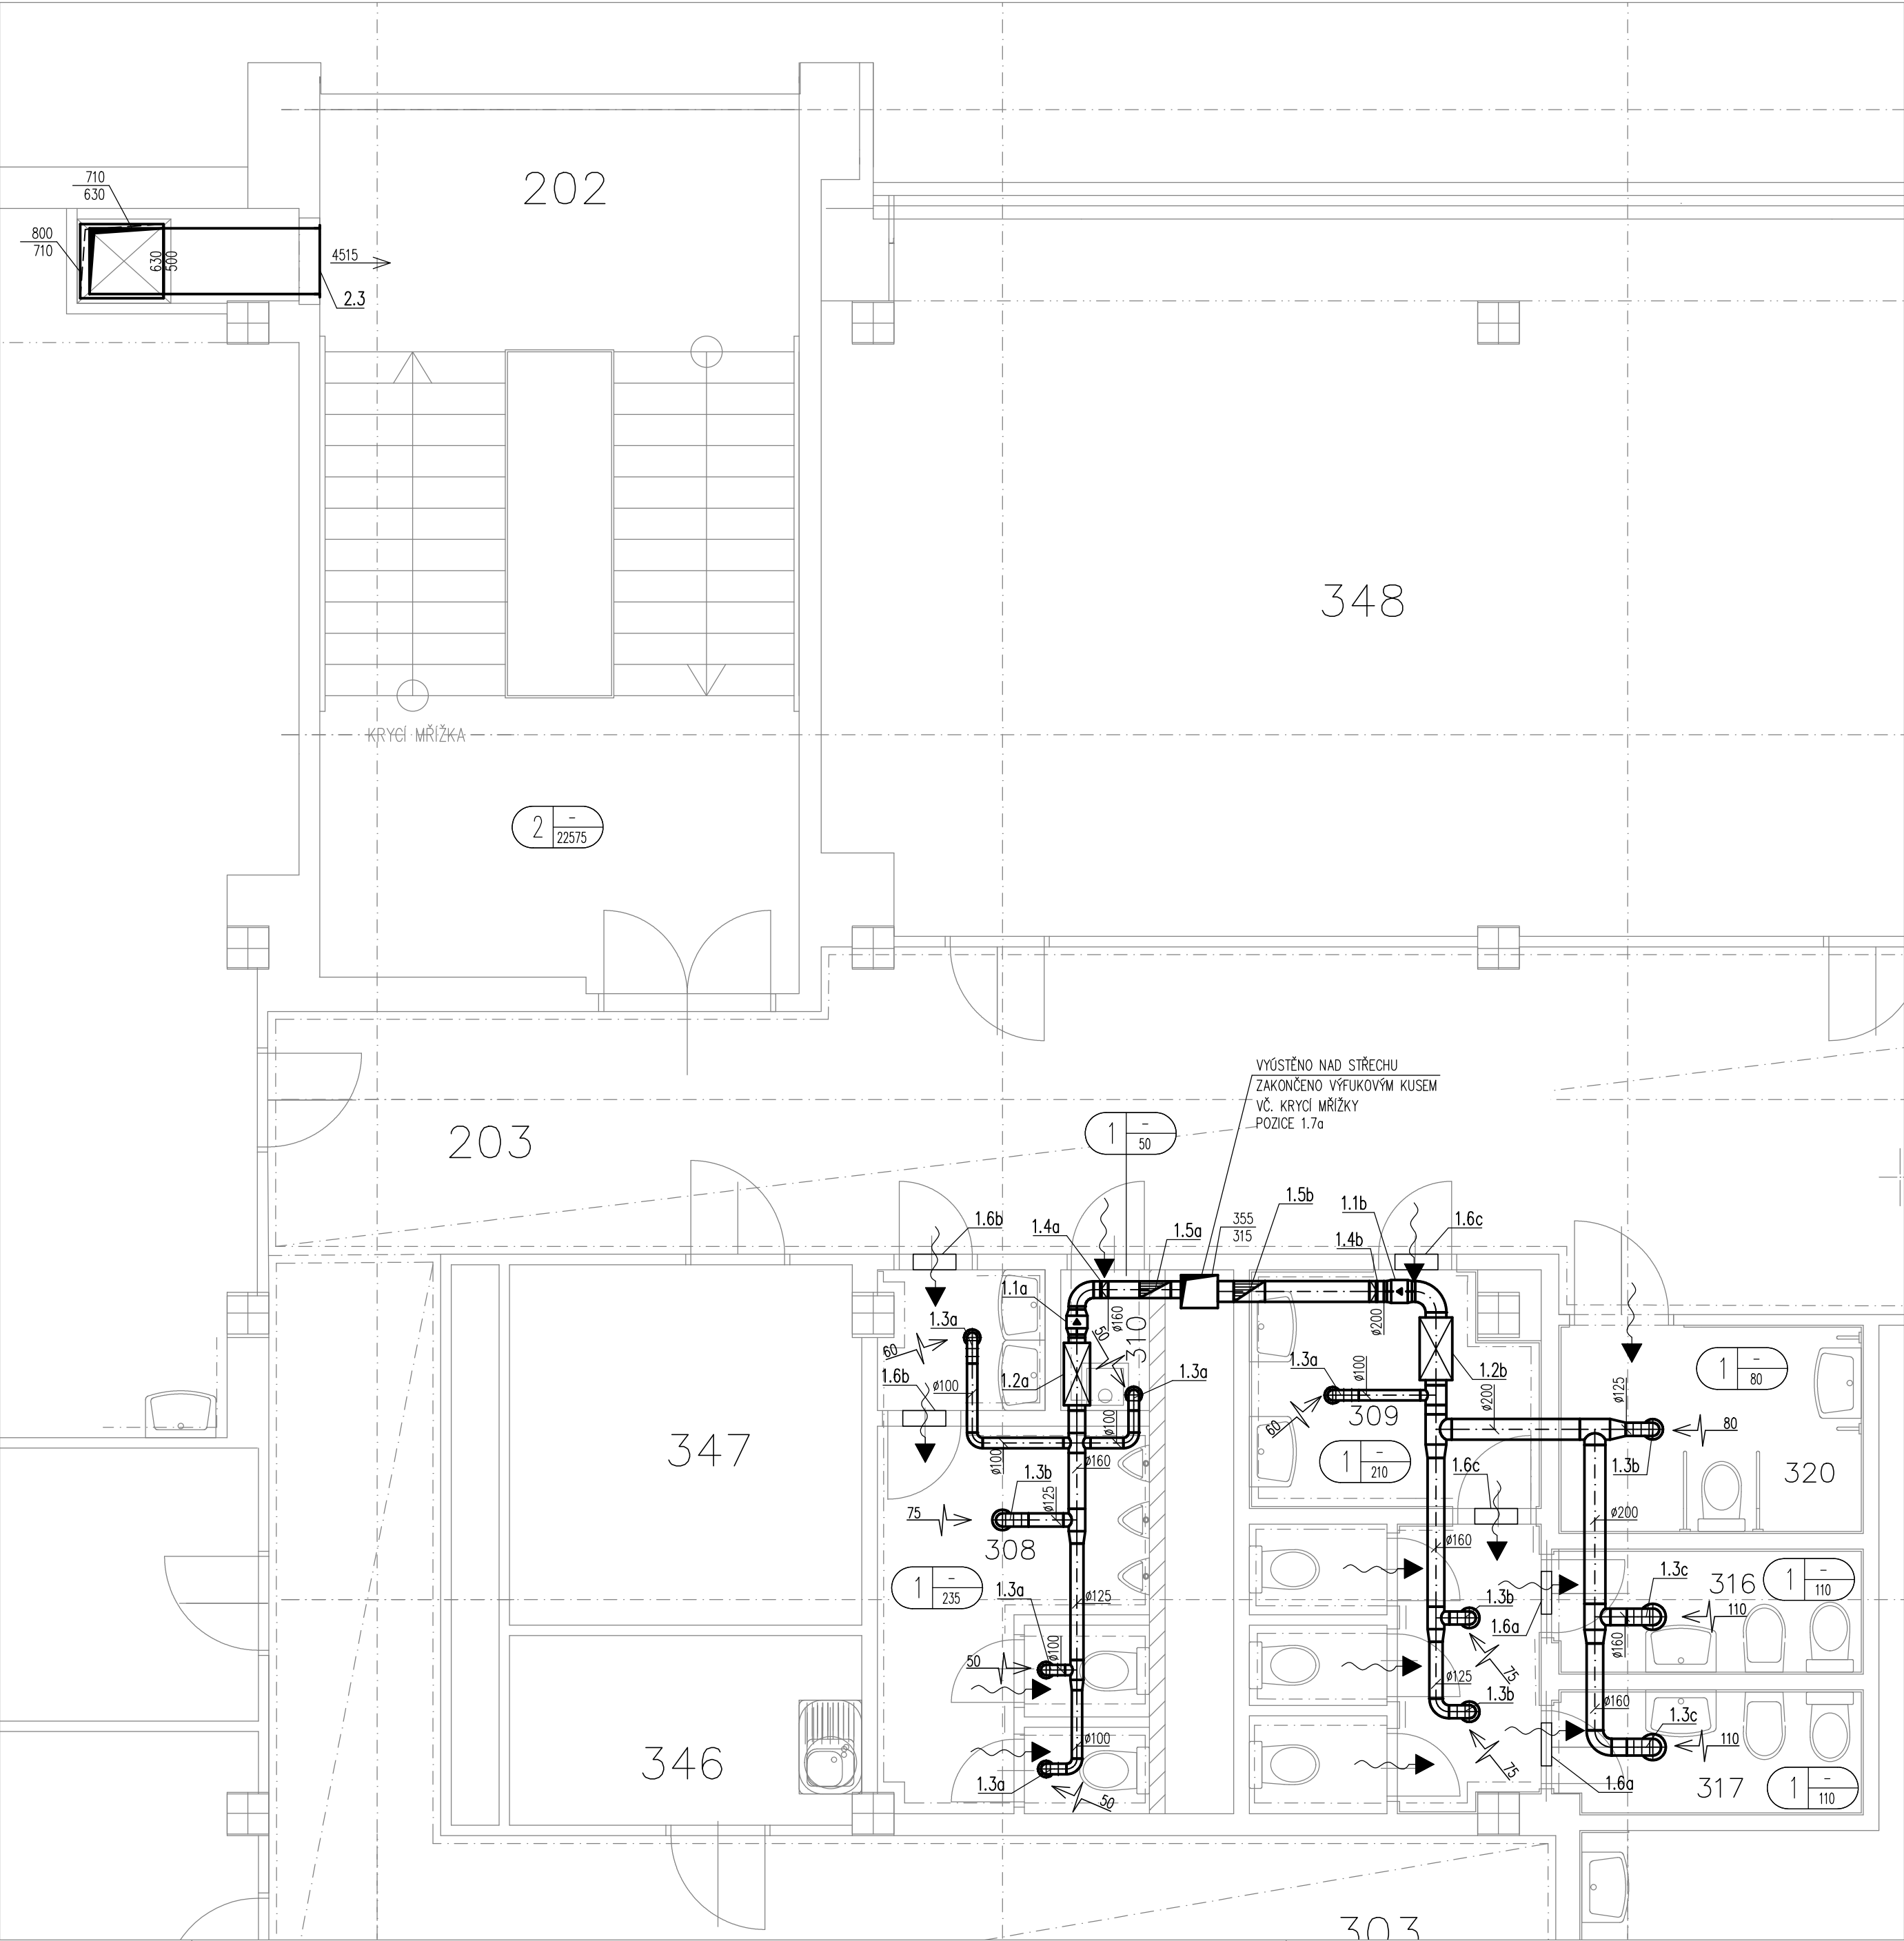 202
710
630
800
710
630
500
4515
2.3
348
KRYCÍ MŘÍŽKA
2
-
22575
VYÚSTĚNO NAD STŘECHU
ZAKONČENO VÝFUKOVÝM KUSEM
VČ. KRYCÍ MŘÍŽKY
POZICE 1.7a
203
1
-
50
1.6b
1.4a
1.5a
355
315
1.5b
1.1b
1.4b
1.6c
1.1a
ø160
310
ø200
1.3a
60
50
1.6b
ø100
1.2a
1.3a
1.3a
ø100
60
309
1.2b
ø200
ø125
1
-
80
80
1.3b
320
ø100
ø100
ø160
347
1.3b
ø125
75
308
1
-
210
1.6c
ø200
ø160
1
-
235
1.3a
ø125
1.3b
1.6a
75
1.3c
316
1
-
110
110
ø160
50
ø100
ø125
1.3b
75
ø160
1.3c
110
1.6a
317
1
-
110
346
ø100
1.3a
50
303